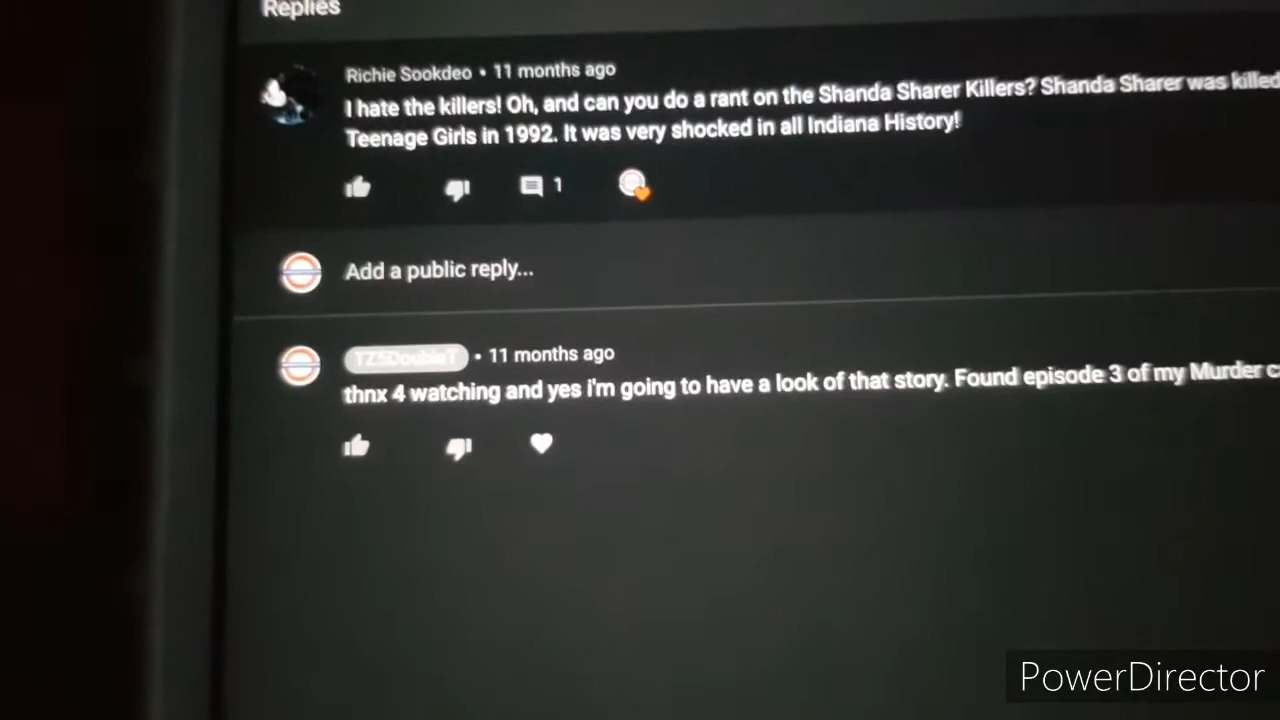 Replies
Richie Sookdeo • 11 months ago
I hate the killers! Oh, and can you do a rant on the Shanda Sharer Killers? Shanda Sharer was killed
Teenage Girls in 1992. It was very shocked in all Indiana History!
1
Add a public reply...
TZ5DoubleT • 11 months ago
thnx 4 watching and yes i'm going to have a look of that story. Found episode 3 of my Murder c
PowerDirector